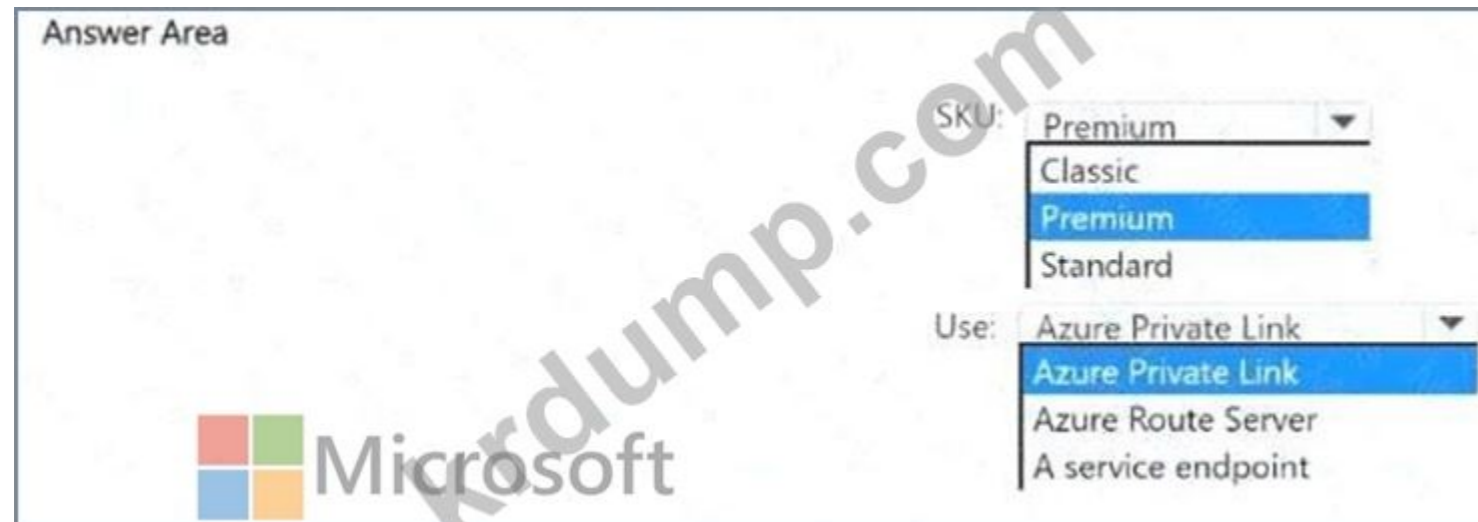 Answer Area
SKU: Premium
Classic
Premium
Standard
Use: Azure Private Link
Azure Private Link
Azure Route Server
A service endpoint
Microsoft
krdump.com